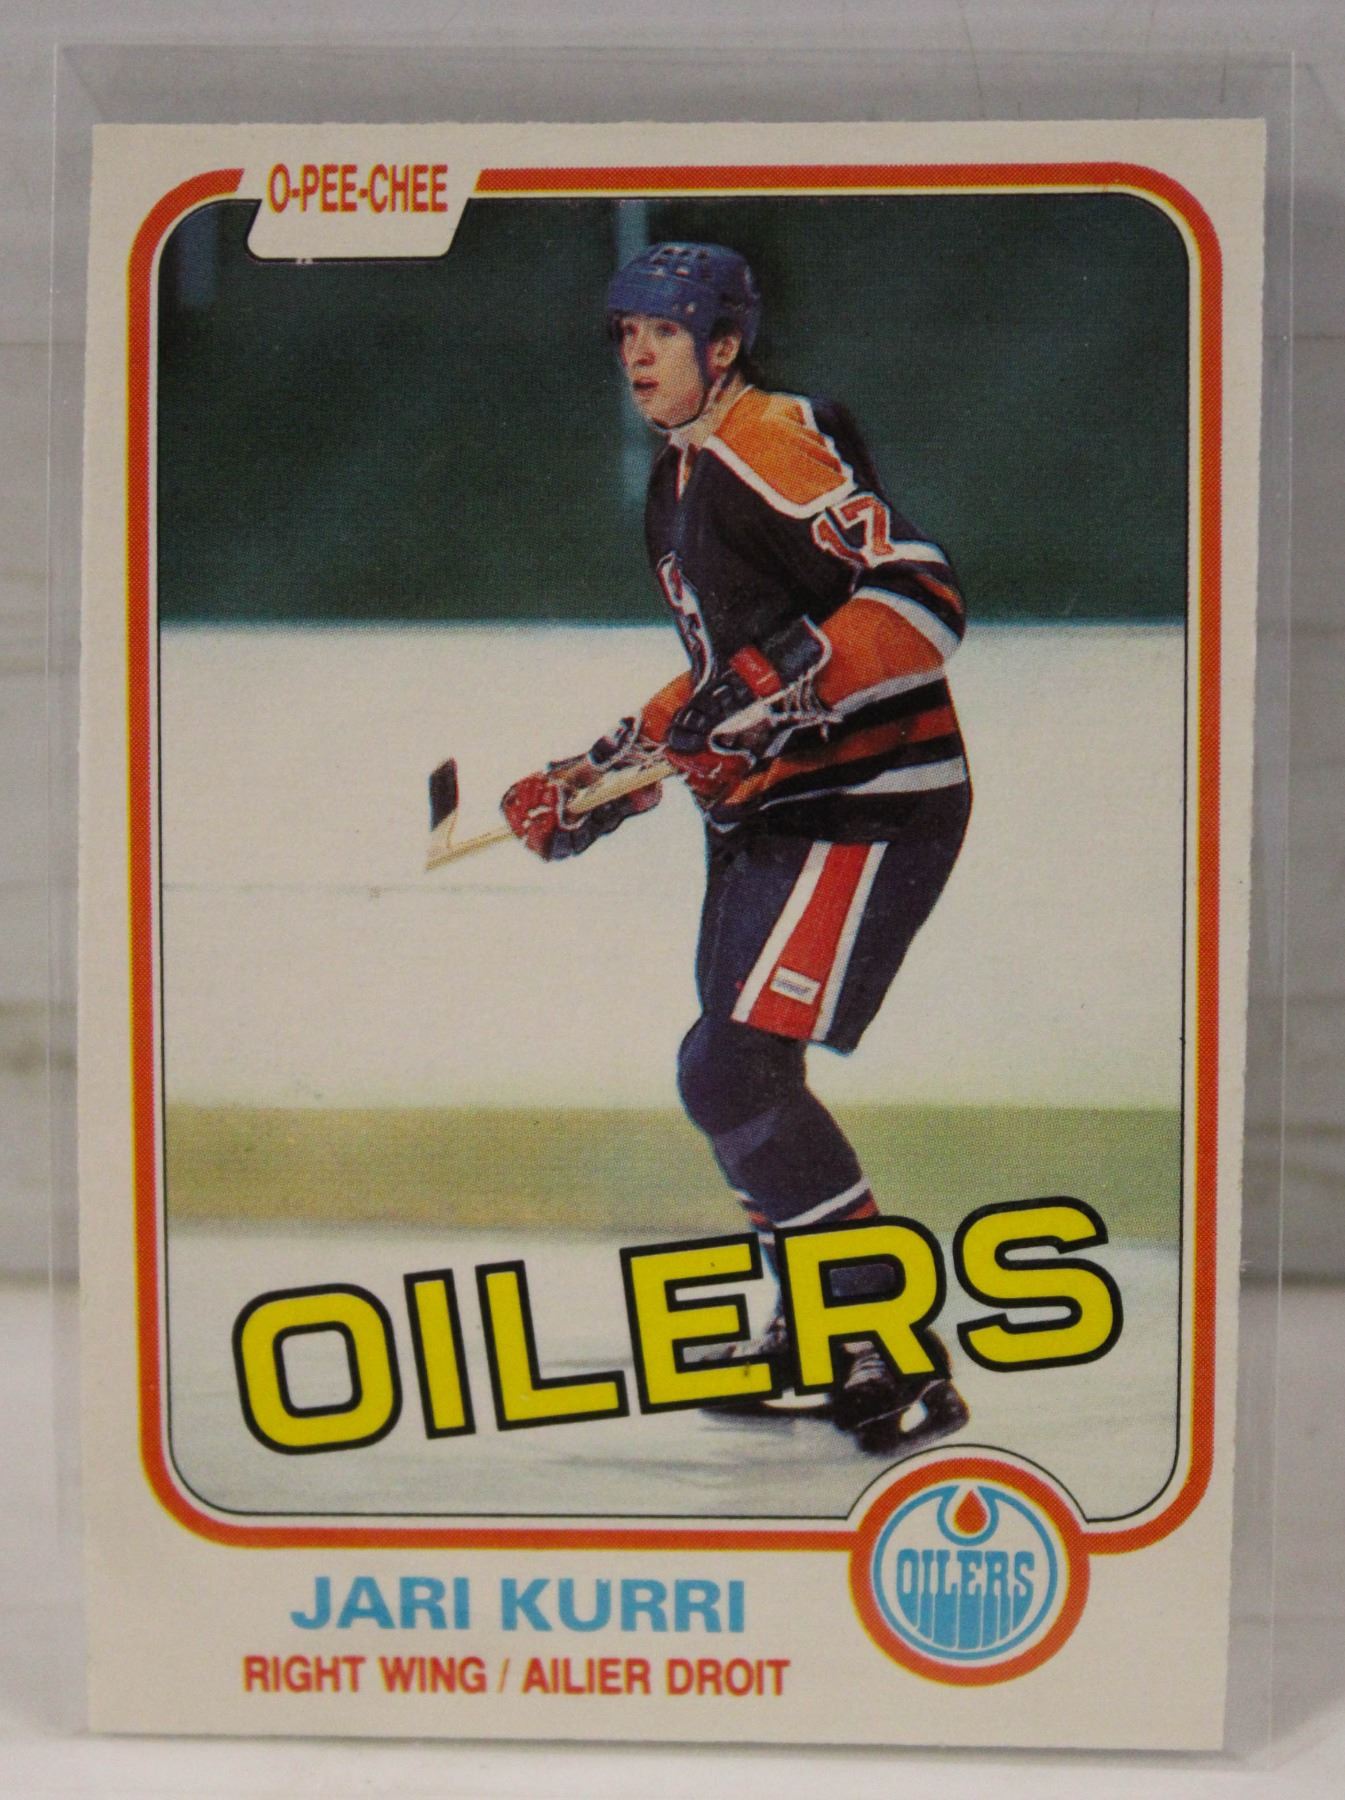 O-PEE-CHEE
17
OILERS
OILERS
JARI KURRI
RIGHT WING / AILIER DROIT